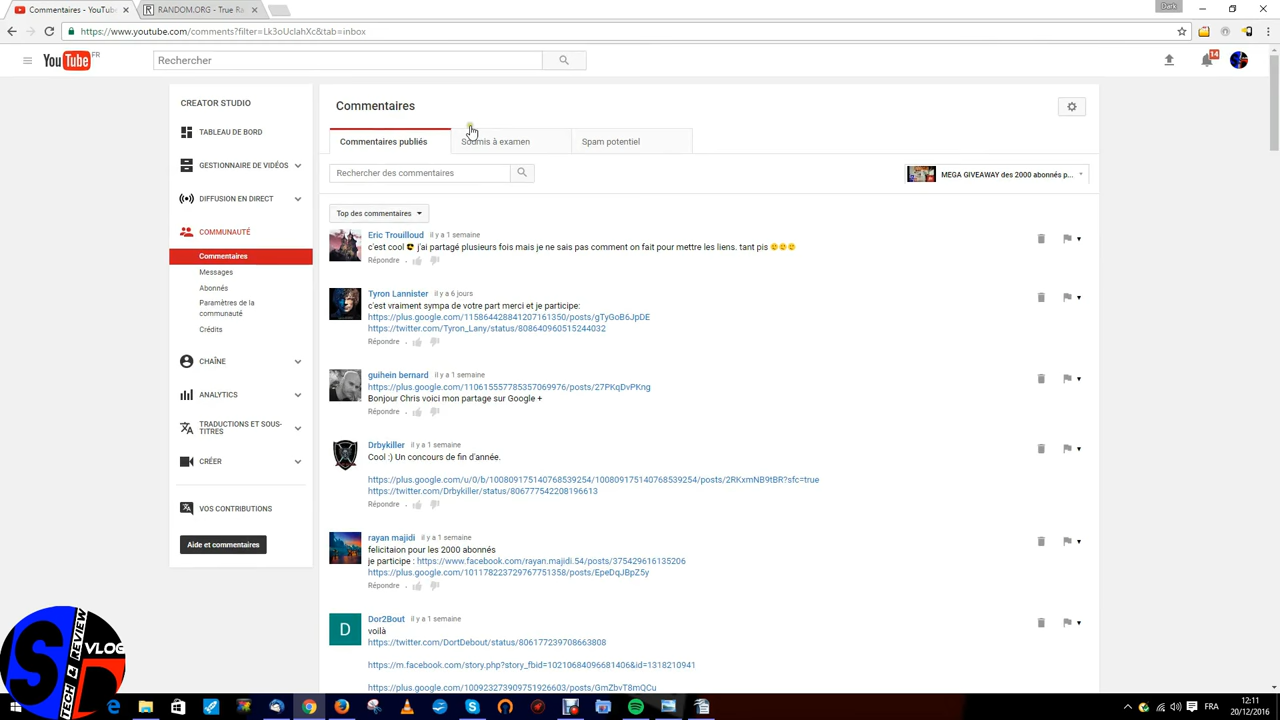 Commentaires - YouTub
RANDOM.ORG - True Ra
Dark
https://www.youtube.com/comments?filter=Lk3oUcIahXc&tab=inbox
YouTube FR
Rechercher
14
CREATOR STUDIO
TABLEAU DE BORD
GESTIONNAIRE DE VIDÉOS
DIFFUSION EN DIRECT
COMMUNAUTÉ
Commentaires
Messages
Abonnés
Paramètres de la
communauté
Crédits
CHAÎNE
ANALYTICS
TRADUCTIONS ET SOUS-
TITRES
CRÉER
VOS CONTRIBUTIONS
Aide et commentaires
Commentaires
Commentaires publiés
Soumis à examen
Spam potentiel
Rechercher des commentaires
MEGA GIVEAWAY des 2000 abonnés p...
Top des commentaires
Eric Trouilloud il y a 1 semaine
c'est cool j'ai partagé plusieurs fois mais je ne sais pas comment on fait pour mettre les liens. tant pis 🙂🙂🙂
Répondre
Tyron Lannister il y a 6 jours
c'est vraiment sympa de votre part merci et je participe:
https://plus.google.com/115864428841207161350/posts/gTyGoB6JpDE
https://twitter.com/Tyron_Lany/status/808640960515244032
Répondre
guihein bernard il y a 1 semaine
https://plus.google.com/110615557785357069976/posts/27PKqDvPKng
Bonjour Chris voici mon partage sur Google +
Répondre
Drbykiller il y a 1 semaine
Cool :) Un concours de fin d'année.
https://plus.google.com/u/0/b/100809175140768539254/100809175140768539254/posts/2RKxmNB9tBR?sfc=true
https://twitter.com/Drbykiller/status/806777542208196613
Répondre
rayan majidi il y a 1 semaine
felicitaion pour les 2000 abonnés
je participe : https://www.facebook.com/rayan.majidi.54/posts/375429616135206
https://plus.google.com/101178223729767751358/posts/EpeDqJBpZ5y
Répondre
D
Dor2Bout il y a 1 semaine
voilà
https://twitter.com/DortDebout/status/806177239708663808
https://m.facebook.com/story.php?story_fbid=10210684096681406&id=1318210941
https://plus.google.com/100923273909751926603/posts/GmZbvT8mQCu
TECH & REVIEW
VLOG
FRA
12:11
20/12/2016